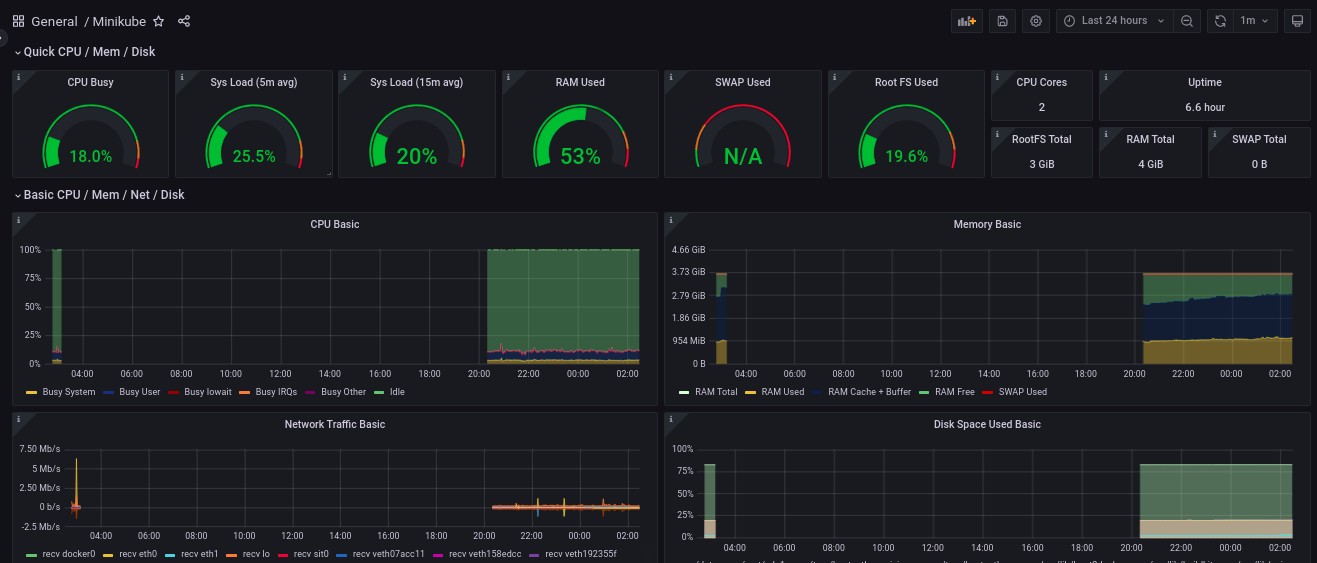 General / Minikube
Last 24 hours
1m
Quick CPU / Mem / Disk
CPU Busy
18.0%
Sys Load (5m avg)
25.5%
Sys Load (15m avg)
20%
RAM Used
53%
SWAP Used
N/A
Root FS Used
19.6%
CPU Cores
2
Uptime
6.6 hour
RootFS Total
3 GiB
RAM Total
4 GiB
SWAP Total
0 B
Basic CPU / Mem / Net / Disk
CPU Basic
100%
75%
50%
25%
0%
04:00 06:00 08:00 10:00 12:00 14:00 16:00 18:00 20:00 22:00 00:00 02:00
Busy System Busy User Busy Iowait Busy IRQs Busy Other Idle
Memory Basic
4.66 GiB
3.73 GiB
2.79 GiB
1.86 GiB
954 MiB
0 B
04:00 06:00 08:00 10:00 12:00 14:00 16:00 18:00 20:00 22:00 00:00 02:00
RAM Total RAM Used RAM Cache + Buffer RAM Free SWAP Used
Network Traffic Basic
7.50 Mb/s
5 Mb/s
2.50 Mb/s
0 b/s
-2.5 Mb/s
04:00 06:00 08:00 10:00 12:00 14:00 16:00 18:00 20:00 22:00 00:00 02:00
recv docker0 recv eth0 recv eth1 recv lo recv sit0 recv veth07acc11 recv veth158edcc recv veth192355f
Disk Space Used Basic
100%
75%
50%
25%
0%
04:00 06:00 08:00 10:00 12:00 14:00 16:00 18:00 20:00 22:00 00:00 02:00